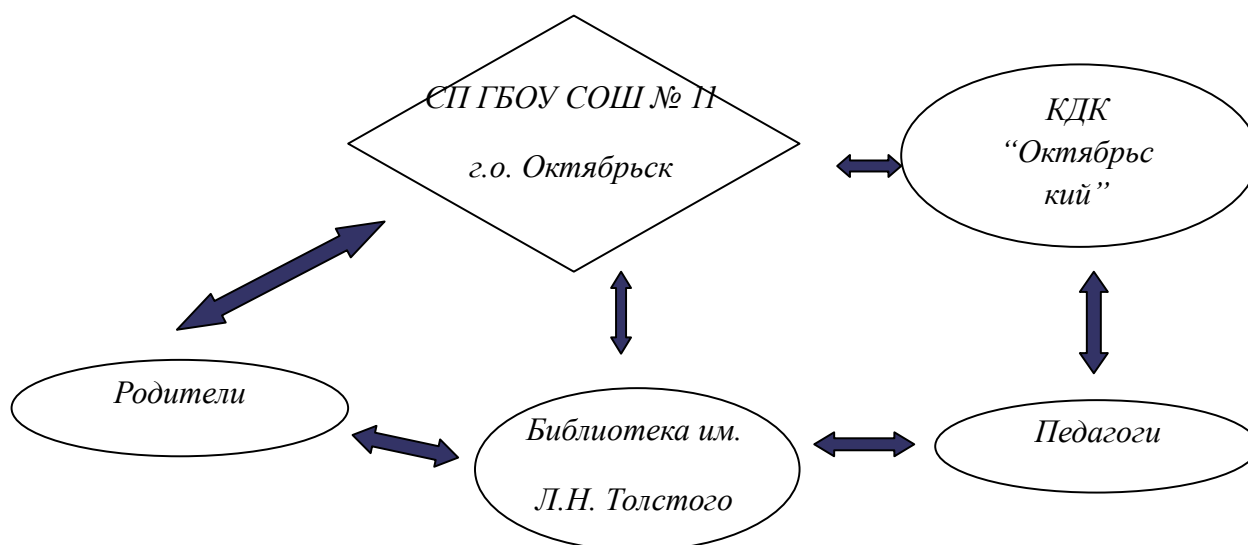 СП ГБОУ СОШ № 11
г.о. Октябрьск
КДК
“Октябрьс
кий”
Родители
Библиотека им.
Л.Н. Толстого
Педагоги